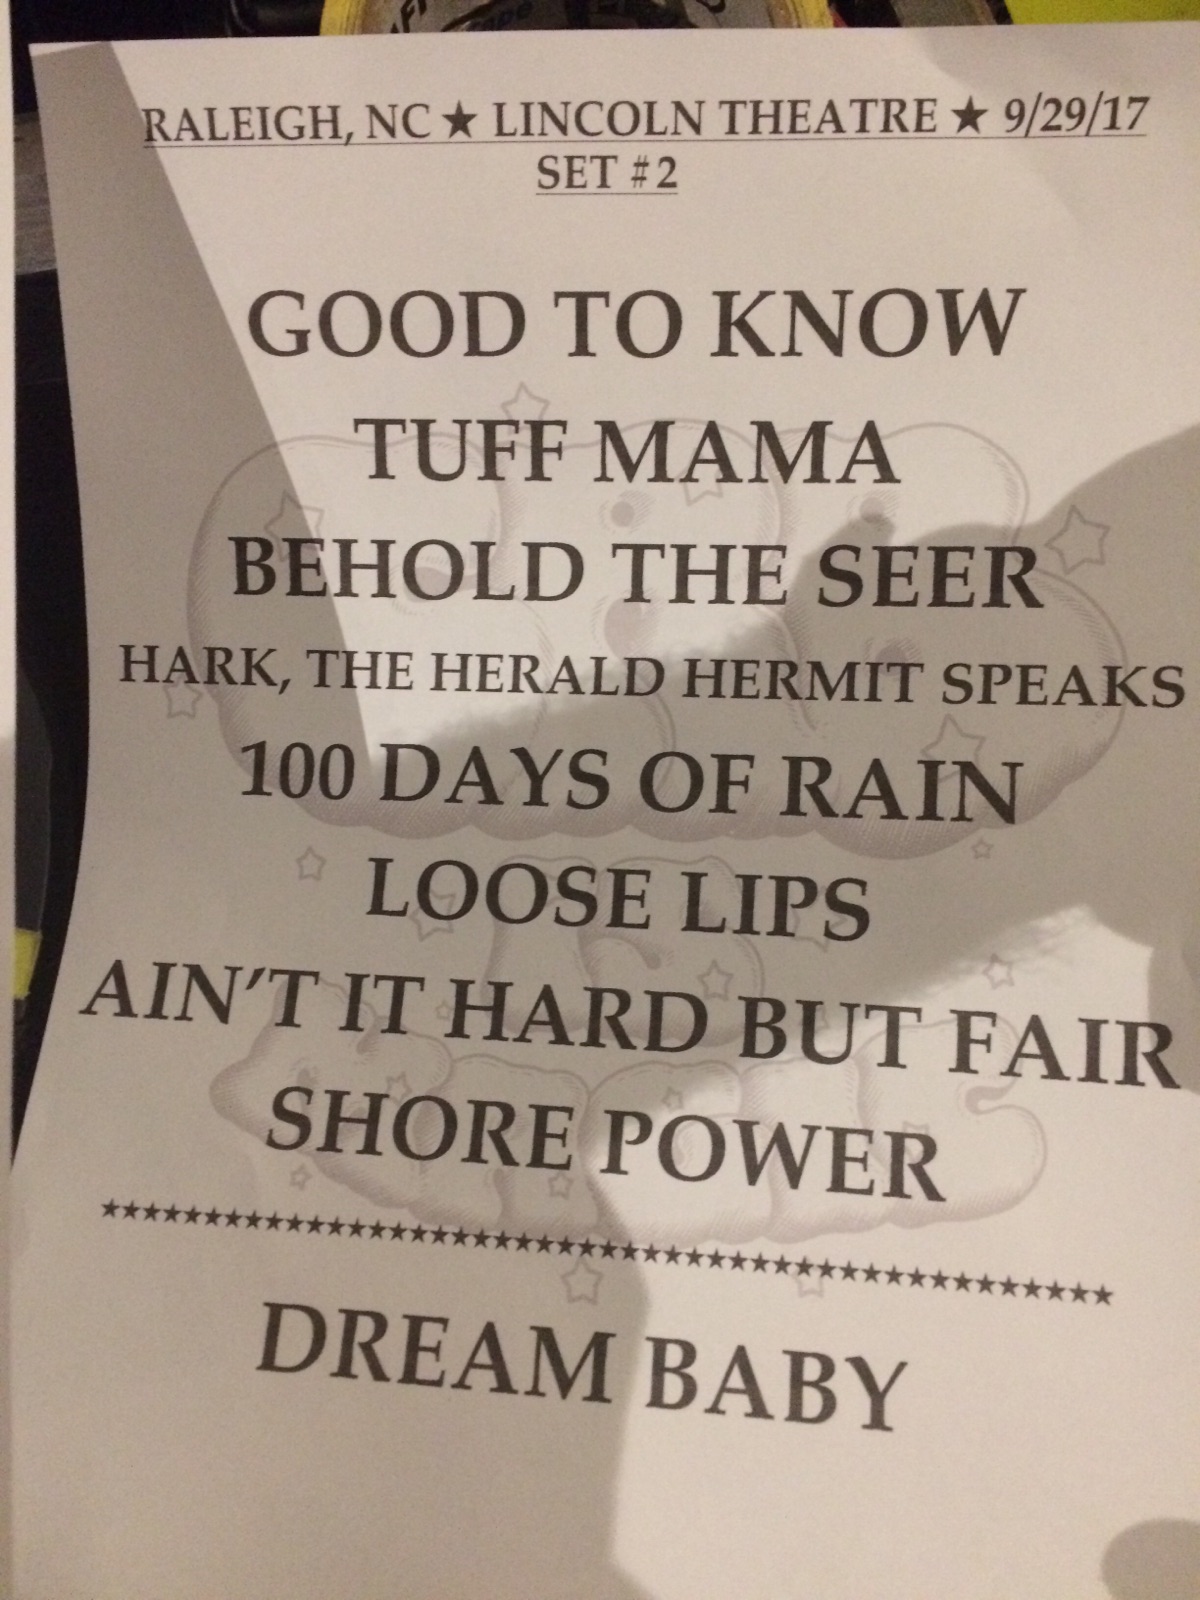 RALEIGH, NC ★ LINCOLN THEATRE ★ 9/29/17
SET #2
GOOD TO KNOW
TUFF MAMA
BEHOLD THE SEER
HARK, THE HERALD HERMIT SPEAKS
100 DAYS OF RAIN
LOOSE LIPS
AIN'T IT HARD BUT FAIR
SHORE POWER
DREAM BABY